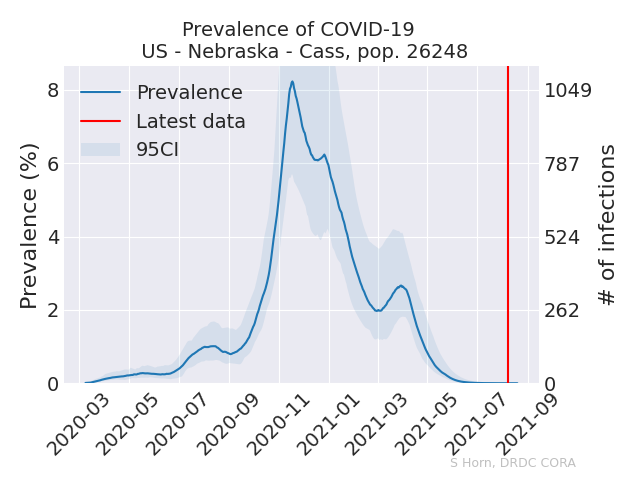 Prevalence of COVID-19
US - Nebraska - Cass, pop. 26248
Prevalence (%)
8
6
4
2
0
Prevalence
Latest data
95CI
1049
787
524
262
0
# of infections
2020-03
2020-05
2020-07
2020-09
2020-11
2021-01
2021-03
2021-05
2021-07
2021-09
S Horn, DRDC CORA